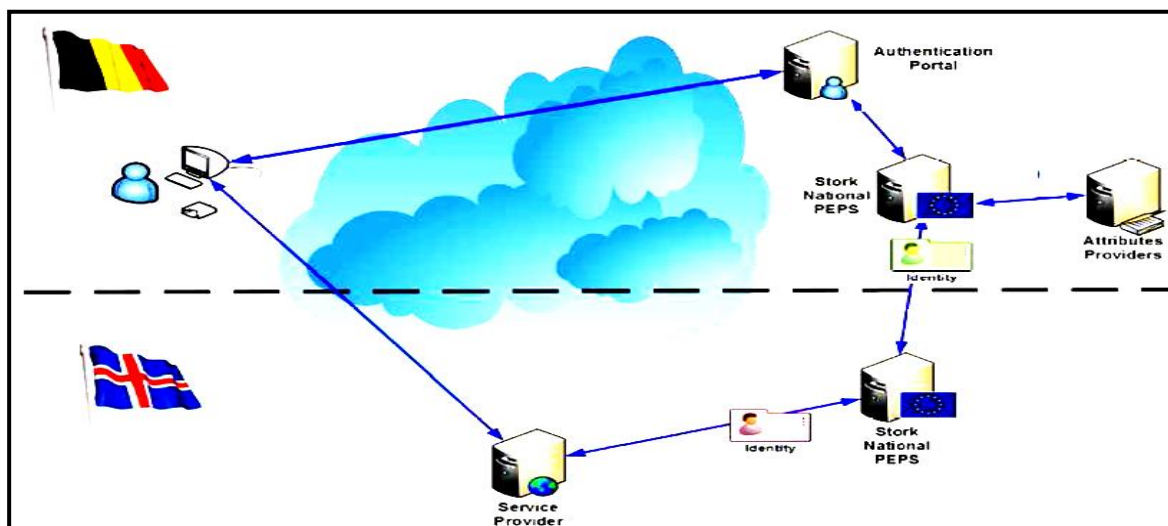 Authentication
Portal
Stork
National
PEPS
Attributes
Providers
Identity
Stork
National
PEPS
Identity
Service
Provider